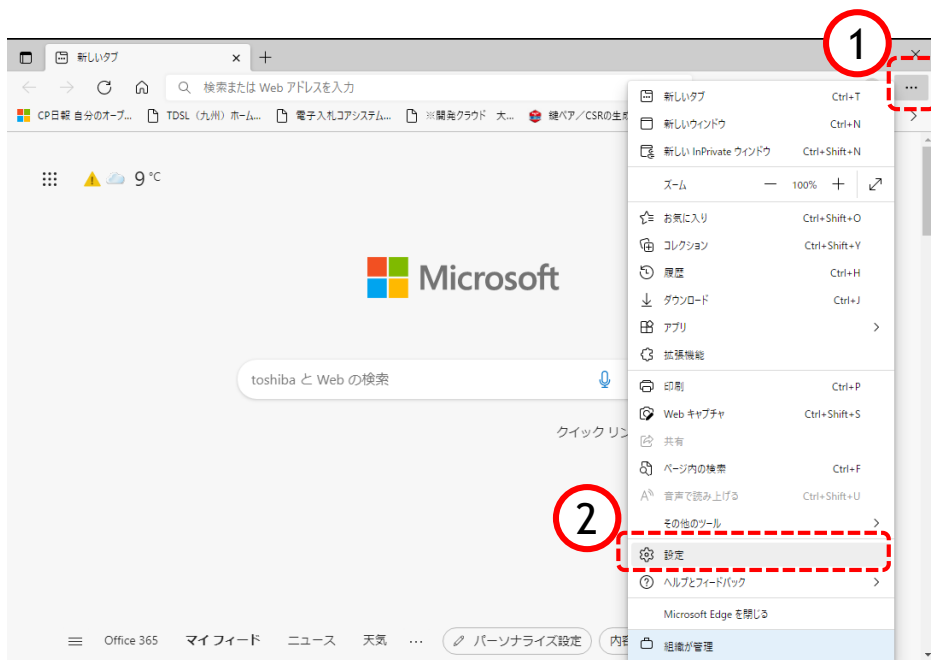 1
新しいタブ
検索または Web アドレスを入力
CP日報 自分のオープ... TDSL（九州）ホーム... 電子入札コアシステム... ※開発クラウド 大... 鍵ペア／CSRの生成
9 °C
Microsoft
toshiba と Web の検索
クイック リン
Office 365 マイ フィード ニュース 天気 ... パーソナライズ設定 内容
新しいタブ Ctrl+T
新しいウィンドウ Ctrl+N
新しい InPrivate ウィンドウ Ctrl+Shift+N
ズーム 100%
お気に入り Ctrl+Shift+O
コレクション Ctrl+Shift+Y
履歴 Ctrl+H
ダウンロード Ctrl+J
アプリ
拡張機能
印刷 Ctrl+P
Web キャプチャ Ctrl+Shift+S
共有
ページ内の検索 Ctrl+F
音声で読み上げる Ctrl+Shift+U
その他のツール
2
設定
ヘルプとフィードバック
Microsoft Edge を閉じる
組織が管理